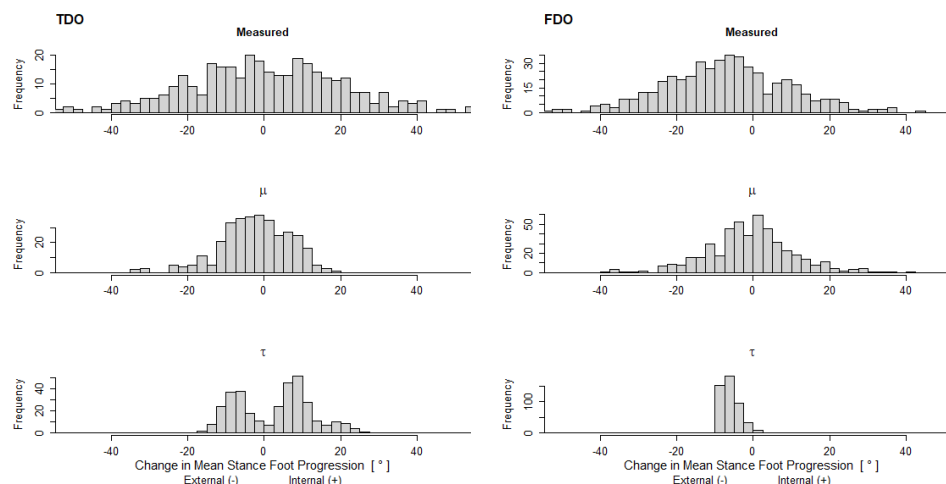 TDO
FDO
Measured
Measured
Frequency
0 5 10 20
-40 -20 0 20 40
Frequency
0 15 30
-40 -20 0 20 40
μ
μ
Frequency
0 20
-40 -20 0 20 40
Frequency
0 20 50
-40 -20 0 20 40
τ
τ
Frequency
0 20 40
-40 -20 0 20 40
Frequency
0 100
-40 -20 0 20 40
Change in Mean Stance Foot Progression [ ° ]
External (-) Internal (+)
Change in Mean Stance Foot Progression [ ° ]
External (-) Internal (+)